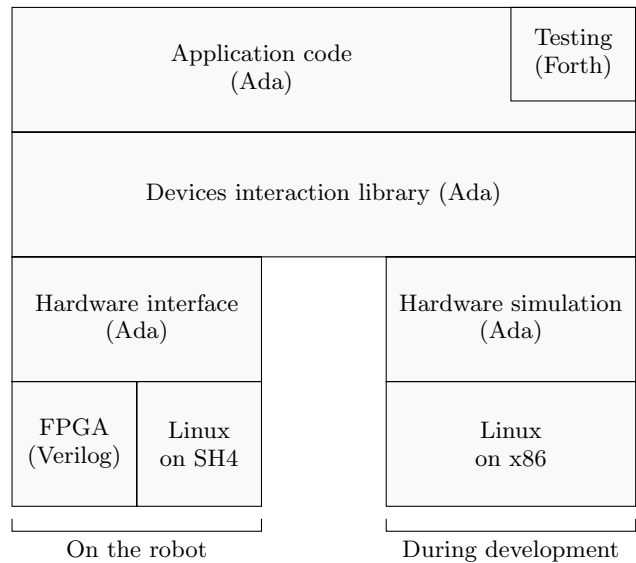 Application code
(Ada)
Testing
(Forth)
Devices interaction library (Ada)
Hardware interface
(Ada)
Hardware simulation
(Ada)
FPGA
(Verilog)
Linux
on SH4
Linux
on x86
On the robot
During development